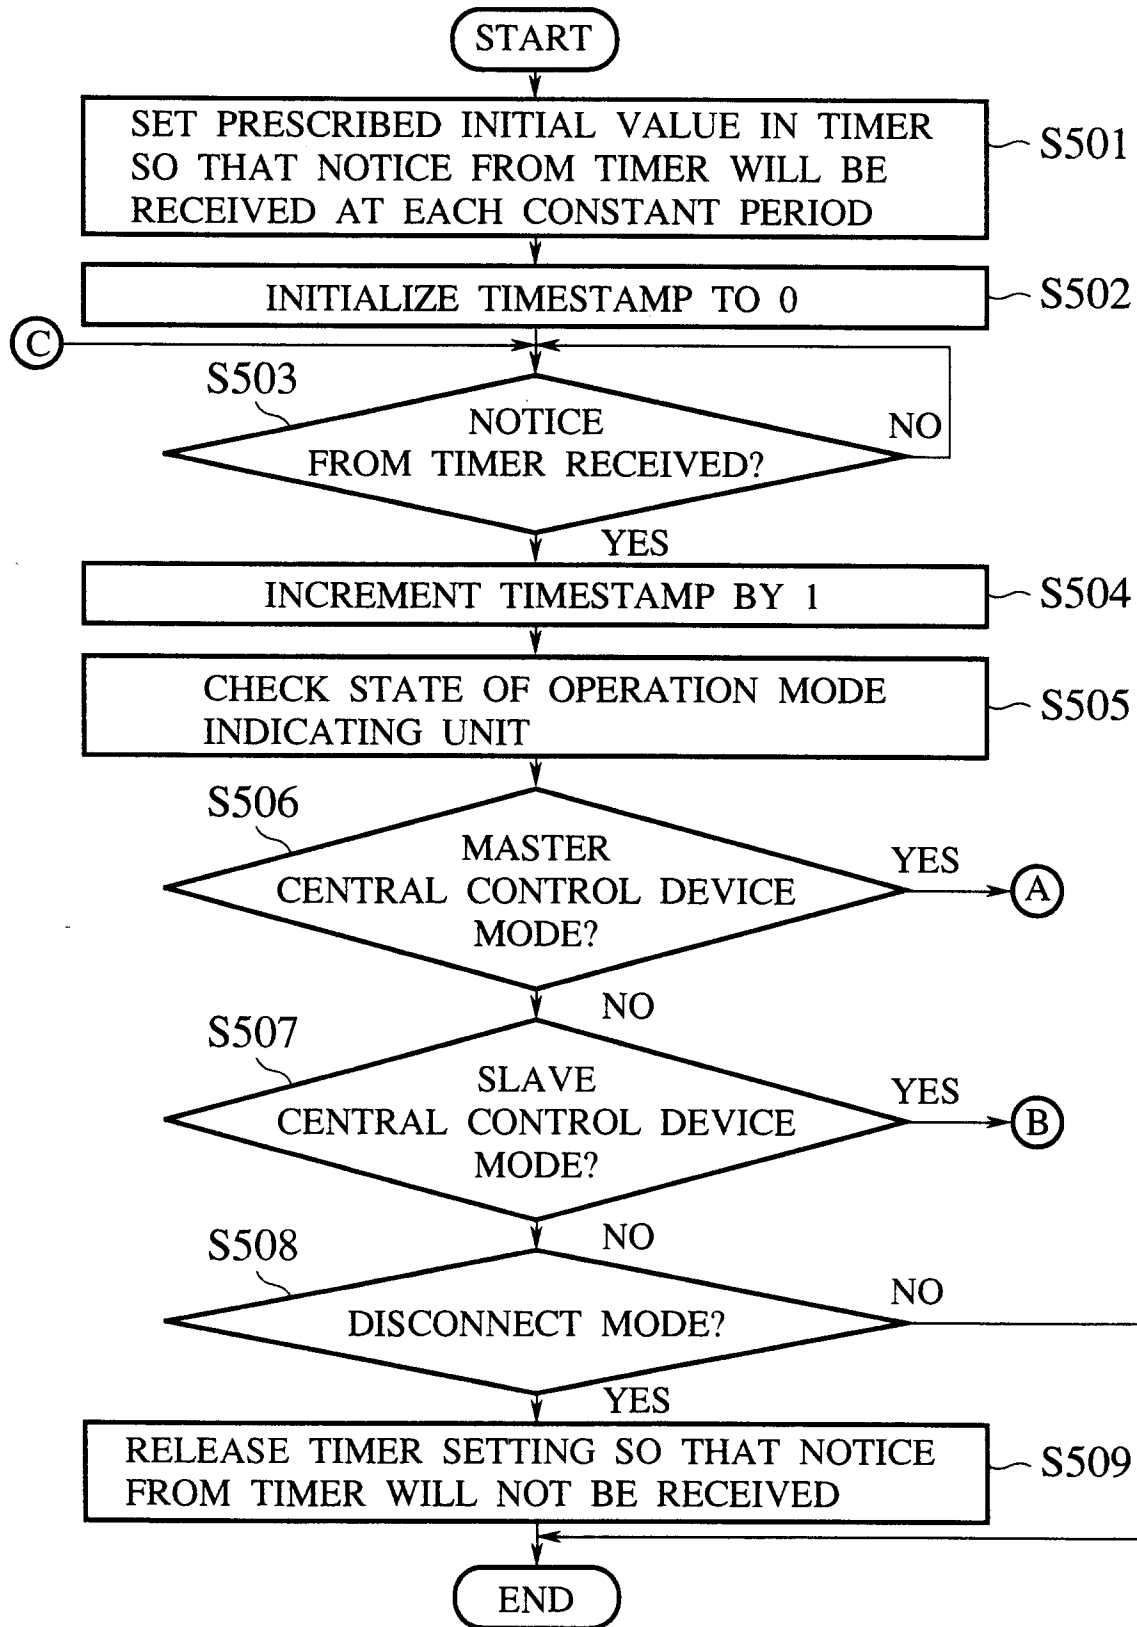 START
SET PRESCRIBED INITIAL VALUE IN TIMER
SO THAT NOTICE FROM TIMER WILL BE
RECEIVED AT EACH CONSTANT PERIOD
S501
INITIALIZE TIMESTAMP TO 0
S502
C
S503
NOTICE
FROM TIMER RECEIVED?
NO
YES
INCREMENT TIMESTAMP BY 1
S504
CHECK STATE OF OPERATION MODE
INDICATING UNIT
S505
S506
MASTER
CENTRAL CONTROL DEVICE
MODE?
YES
A
NO
S507
SLAVE
CENTRAL CONTROL DEVICE
MODE?
YES
B
NO
S508
DISCONNECT MODE?
NO
YES
RELEASE TIMER SETTING SO THAT NOTICE
FROM TIMER WILL NOT BE RECEIVED
S509
END